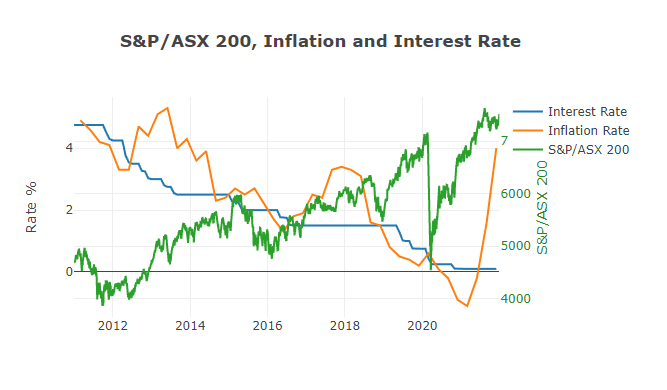 S&P/ASX 200, Inflation and Interest Rate
Interest Rate
Inflation Rate
S&P/ASX 200
Rate %
4
2
0
7
6000
5000
4000
S&P/ASX 200
2012
2014
2016
2018
2020